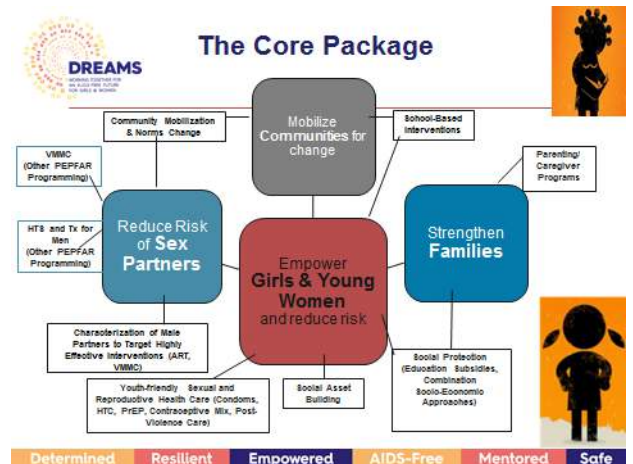 The Core Package
DREAMS
WORKING TOGETHER FOR
AN AIDS-FREE FUTURE
FOR GIRLS & WOMEN
Mobilize
Communities for
change
Community Mobilization
& Norms Change
School-Based
Interventions
VMMC
(Other PEPFAR
Programming)
Parenting/
Caregiver
Programs
HTS and Tx for
Men
(Other PEPFAR
Programming)
Reduce Risk
of Sex
Partners
Empower
Girls & Young
Women
and reduce risk
Strengthen
Families
Characterization of Male
Partners to Target Highly
Effective Interventions (ART,
VMMC)
Youth-friendly Sexual and
Reproductive Health Care (Condoms,
HTC, PrEP, Contraceptive Mix, Post-
Violence Care)
Social Asset
Building
Social Protection
(Education Subsidies,
Combination
Socio-Economic
Approaches)
Determined Resilient Empowered AIDS-Free Mentored Safe